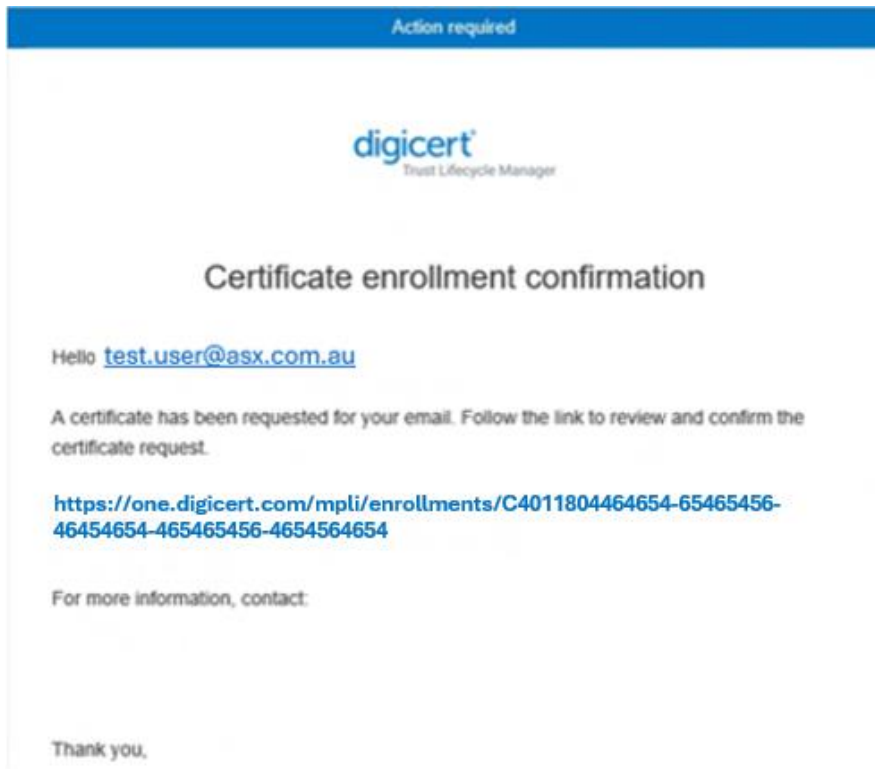 Action required
digicert
Trust Lifecycle Manager
Certificate enrollment confirmation
Hello test.user@asx.com.au
A certificate has been requested for your email. Follow the link to review and confirm the
certificate request.
https://one.digicert.com/mpli/enrollments/C4011804464654-65465456-
46454654-465465456-4654564654
For more information, contact:
Thank you,